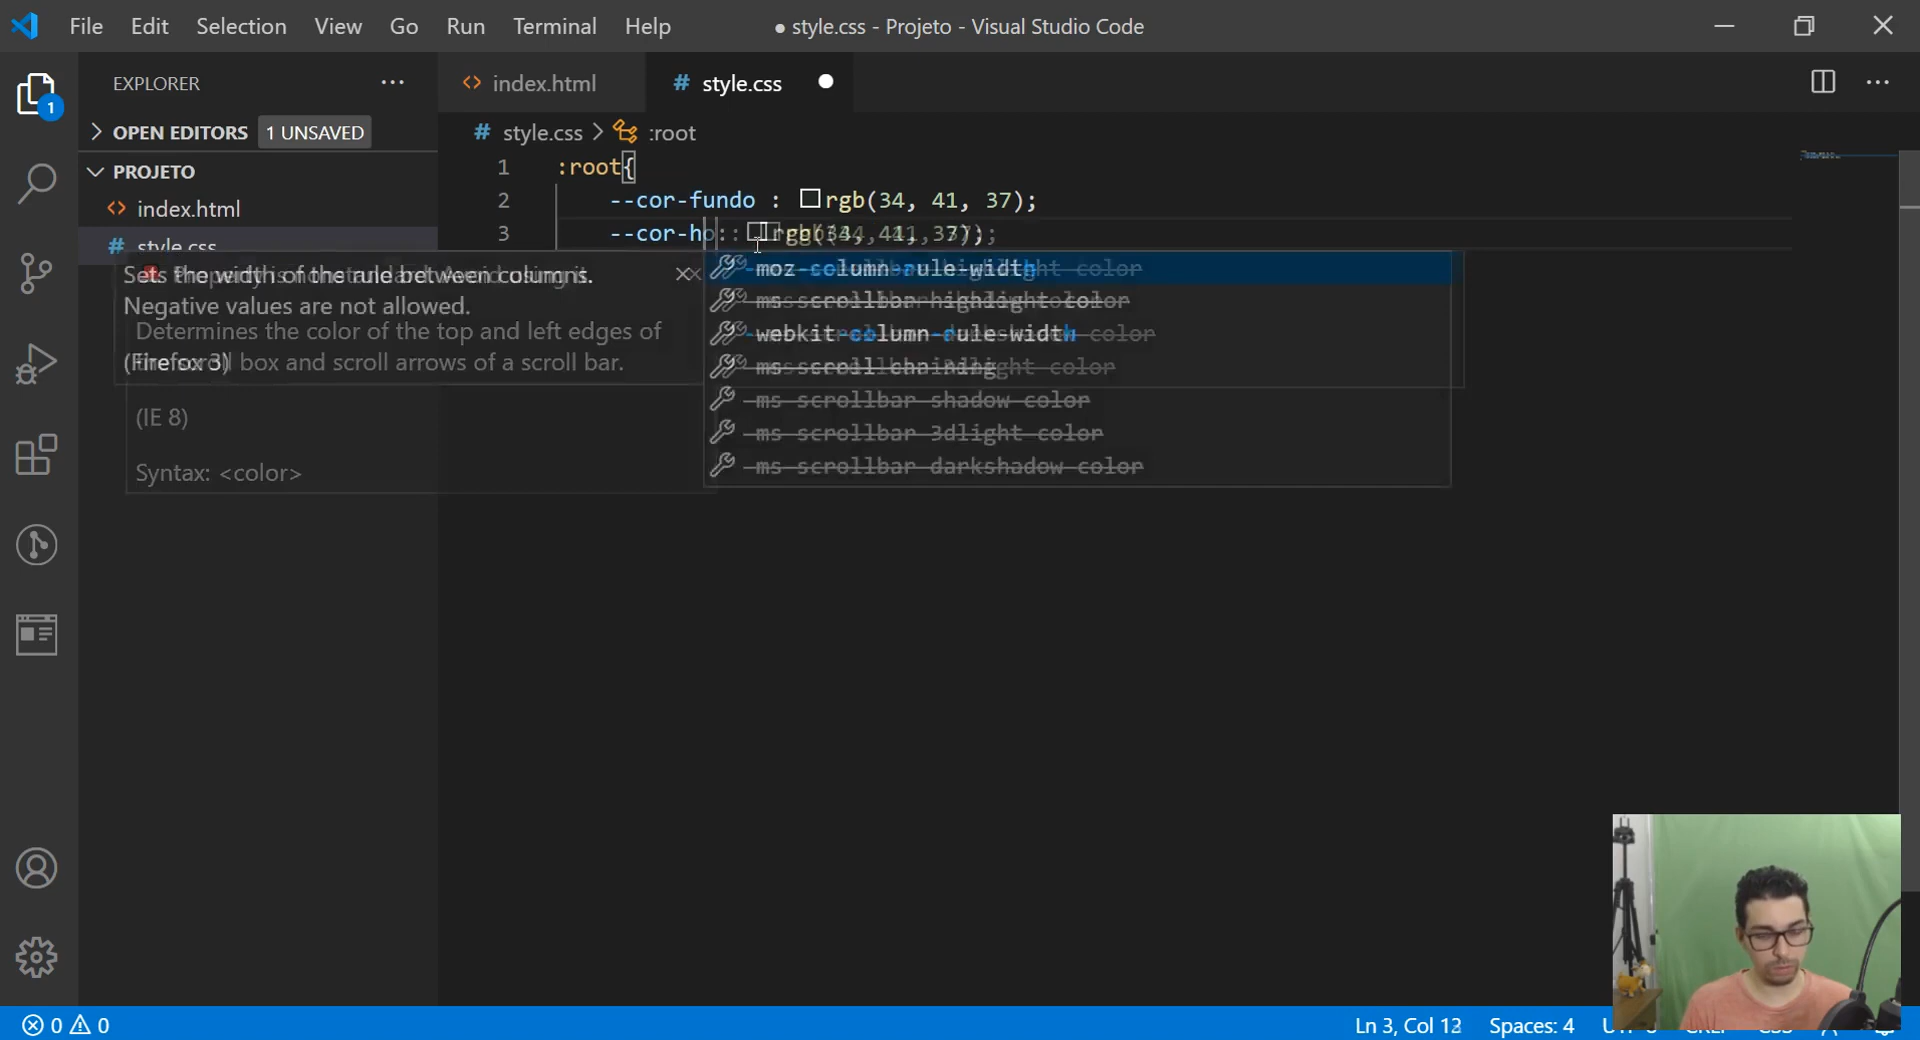 File Edit Selection View Go Run Terminal Help
● style.css - Projeto - Visual Studio Code
EXPLORER
index.html
# style.css
1
OPEN EDITORS 1 UNSAVED
# style.css > :root
PROJETO
1 :root{
index.html
2 --cor-fundo : rgb(34, 41, 37);
# style.css
3 --cor-ho
Sets the width of the rule between columns.
Negative values are not allowed.
Determines the color of the top and left edges of
(Firefox 3) box and scroll arrows of a scroll bar.
(IE 8)
Syntax: <color>
-moz-column-rule-width
-ms-scrollbar-highlight-color
-webkit-column-rule-width
-ms-scroll-chaining
-ms-scrollbar-shadow-color
-ms-scrollbar-3dlight-color
-ms-scrollbar-darkshadow-color
0 0
Ln 3, Col
Spaces: 4